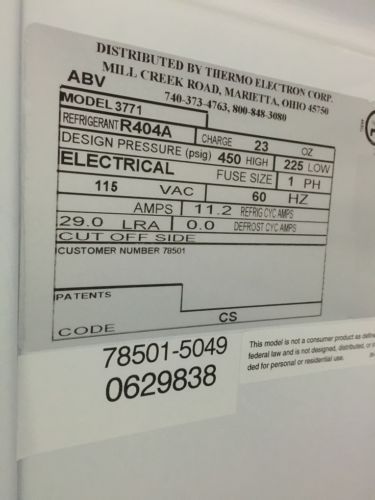 DISTRIBUTED BY THERMO ELECTRON CORP.
MILL CREEK ROAD, MARIETTA, OHIO 45750
740-373-4763, 800-848-3080
ABV
MODEL 3771
REFRIGERANT R404A CHARGE 23 OZ
DESIGN PRESSURE (psig) 450 HIGH 225 LOW
ELECTRICAL FUSE SIZE 1 PH
115 VAC 60 HZ
AMPS 11.2 REFRIG CYC AMPS
29.0 LRA 0.0 DEFROST CYC AMPS
CUT OFF SIDE
CUSTOMER NUMBER 78501
PATENTS
CODE CS
78501-5049
0629838
This model is not a consumer product as define
federal law and is not designed, distributed, or
ded for personal or residential use.